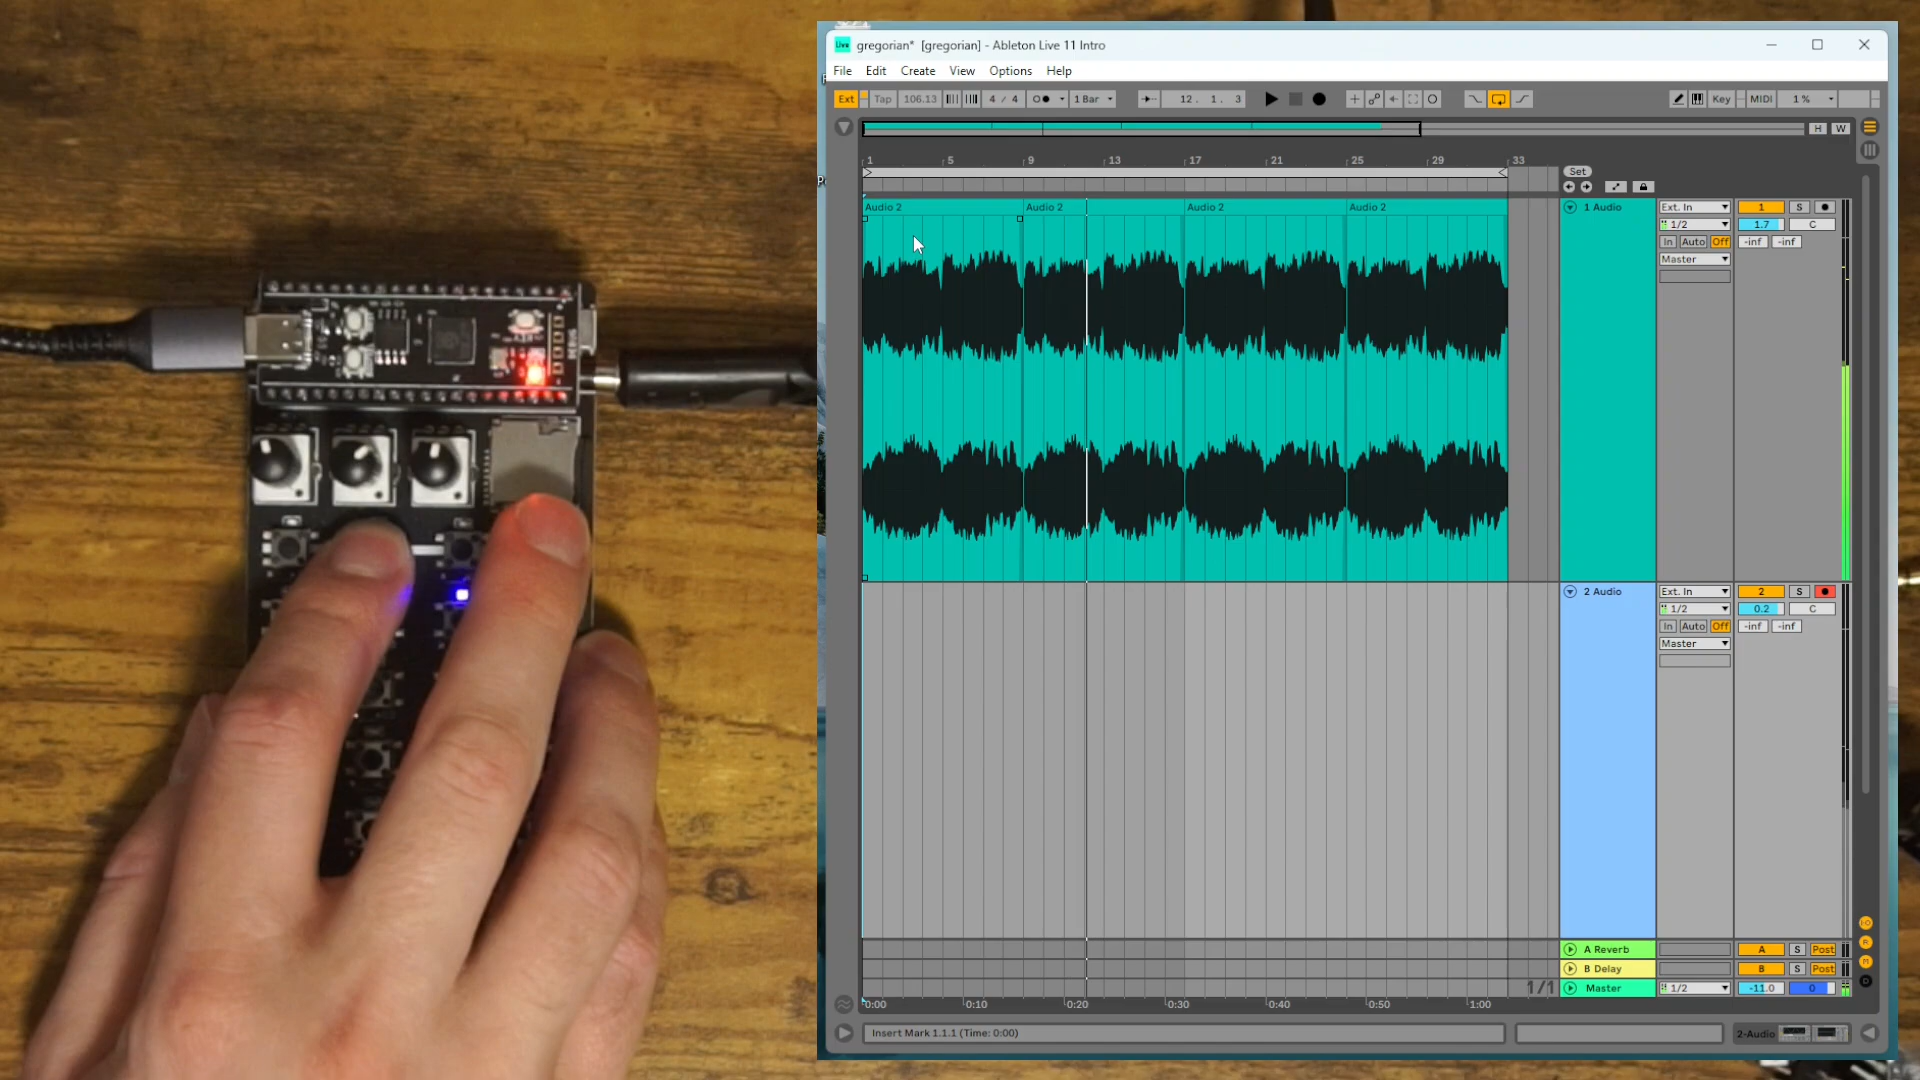 gregorian* [gregorian] - Ableton Live 11 Intro
File Edit Create View Options Help
Ext Tap 106.13 4 / 4 1 Bar 12. 1. 3 Key MIDI 1 %
H W
1 5 9 13 17 21 25 29 33
Set
Audio 2 Audio 2 Audio 2 Audio 2
1 Audio Ext. In 1 S
1/2 1.7 C
In Auto Off -inf -inf
Master
2 Audio Ext. In 2 S
1/2 0.2 C
In Auto Off -inf -inf
Master
A Reverb A S Post
B Delay B S Post
1/1 Master 1/2 -11.0 0
0:00 0:10 0:20 0:30 0:40 0:50 1:00
Insert Mark 1.1.1 (Time: 0:00) 2-Audio